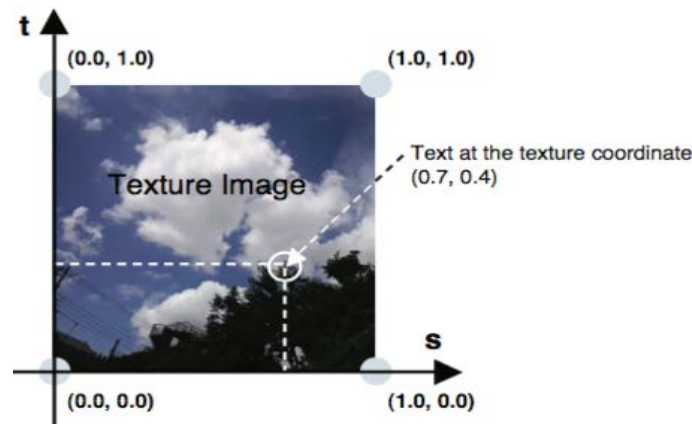 t
(0.0, 1.0)
(1.0, 1.0)
Text at the texture coordinate
(0.7, 0.4)
Texture Image
s
(0.0, 0.0)
(1.0, 0.0)